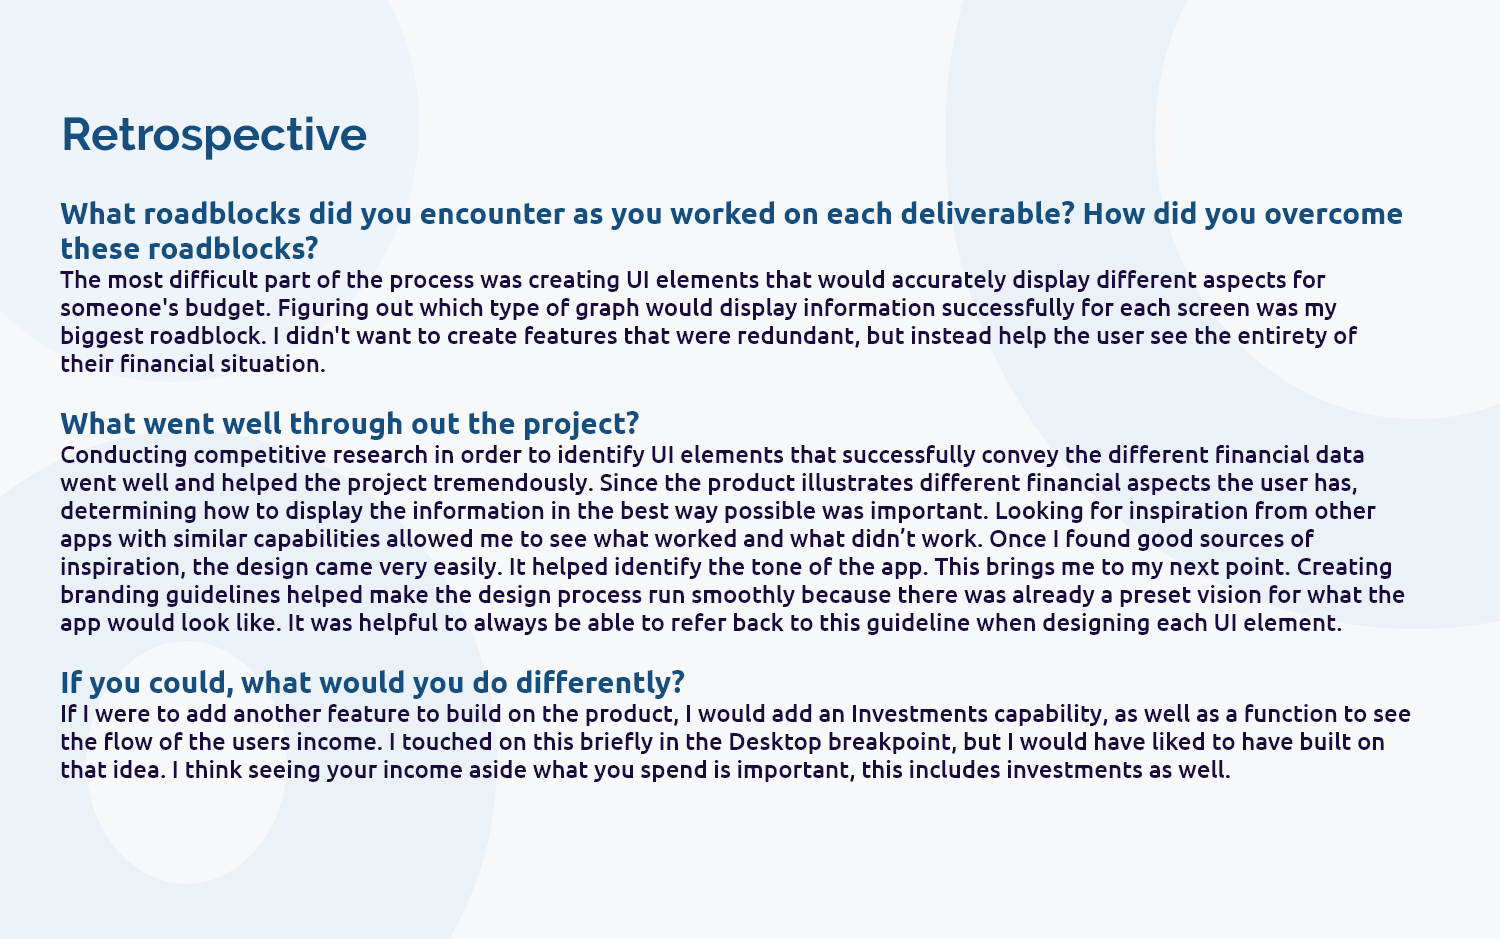 Retrospective
What roadblocks did you encounter as you worked on each deliverable? How did you overcome
these roadblocks?
The most difficult part of the process was creating UI elements that would accurately display different aspects for
someone's budget. Figuring out which type of graph would display information successfully for each screen was my
biggest roadblock. I didn't want to create features that were redundant, but instead help the user see the entirety of
their financial situation.
What went well through out the project?
Conducting competitive research in order to identify UI elements that successfully convey the different financial data
went well and helped the project tremendously. Since the product illustrates different financial aspects the user has,
determining how to display the information in the best way possible was important. Looking for inspiration from other
apps with similar capabilities allowed me to see what worked and what didn’t work. Once I found good sources of
inspiration, the design came very easily. It helped identify the tone of the app. This brings me to my next point. Creating
branding guidelines helped make the design process run smoothly because there was already a preset vision for what the
app would look like. It was helpful to always be able to refer back to this guideline when designing each UI element.
If you could, what would you do differently?
If I were to add another feature to build on the product, I would add an Investments capability, as well as a function to see
the flow of the users income. I touched on this briefly in the Desktop breakpoint, but I would have liked to have built on
that idea. I think seeing your income aside what you spend is important, this includes investments as well.